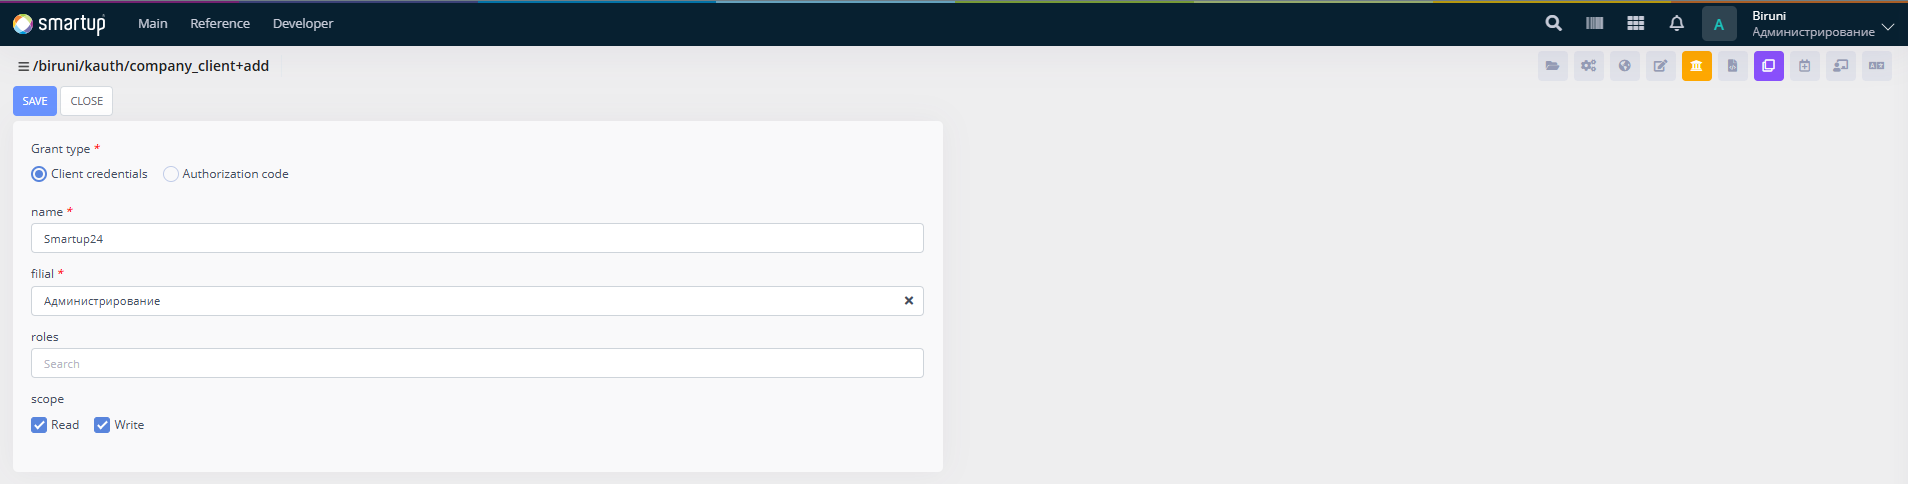 smartup Main Reference Developer A Biruni
Администрирование
/biruni/kauth/company_client+add
SAVE CLOSE
Grant type *
Client credentials Authorization code
name *
Smartup24
filial *
Администрирование
roles
Search
scope
Read Write